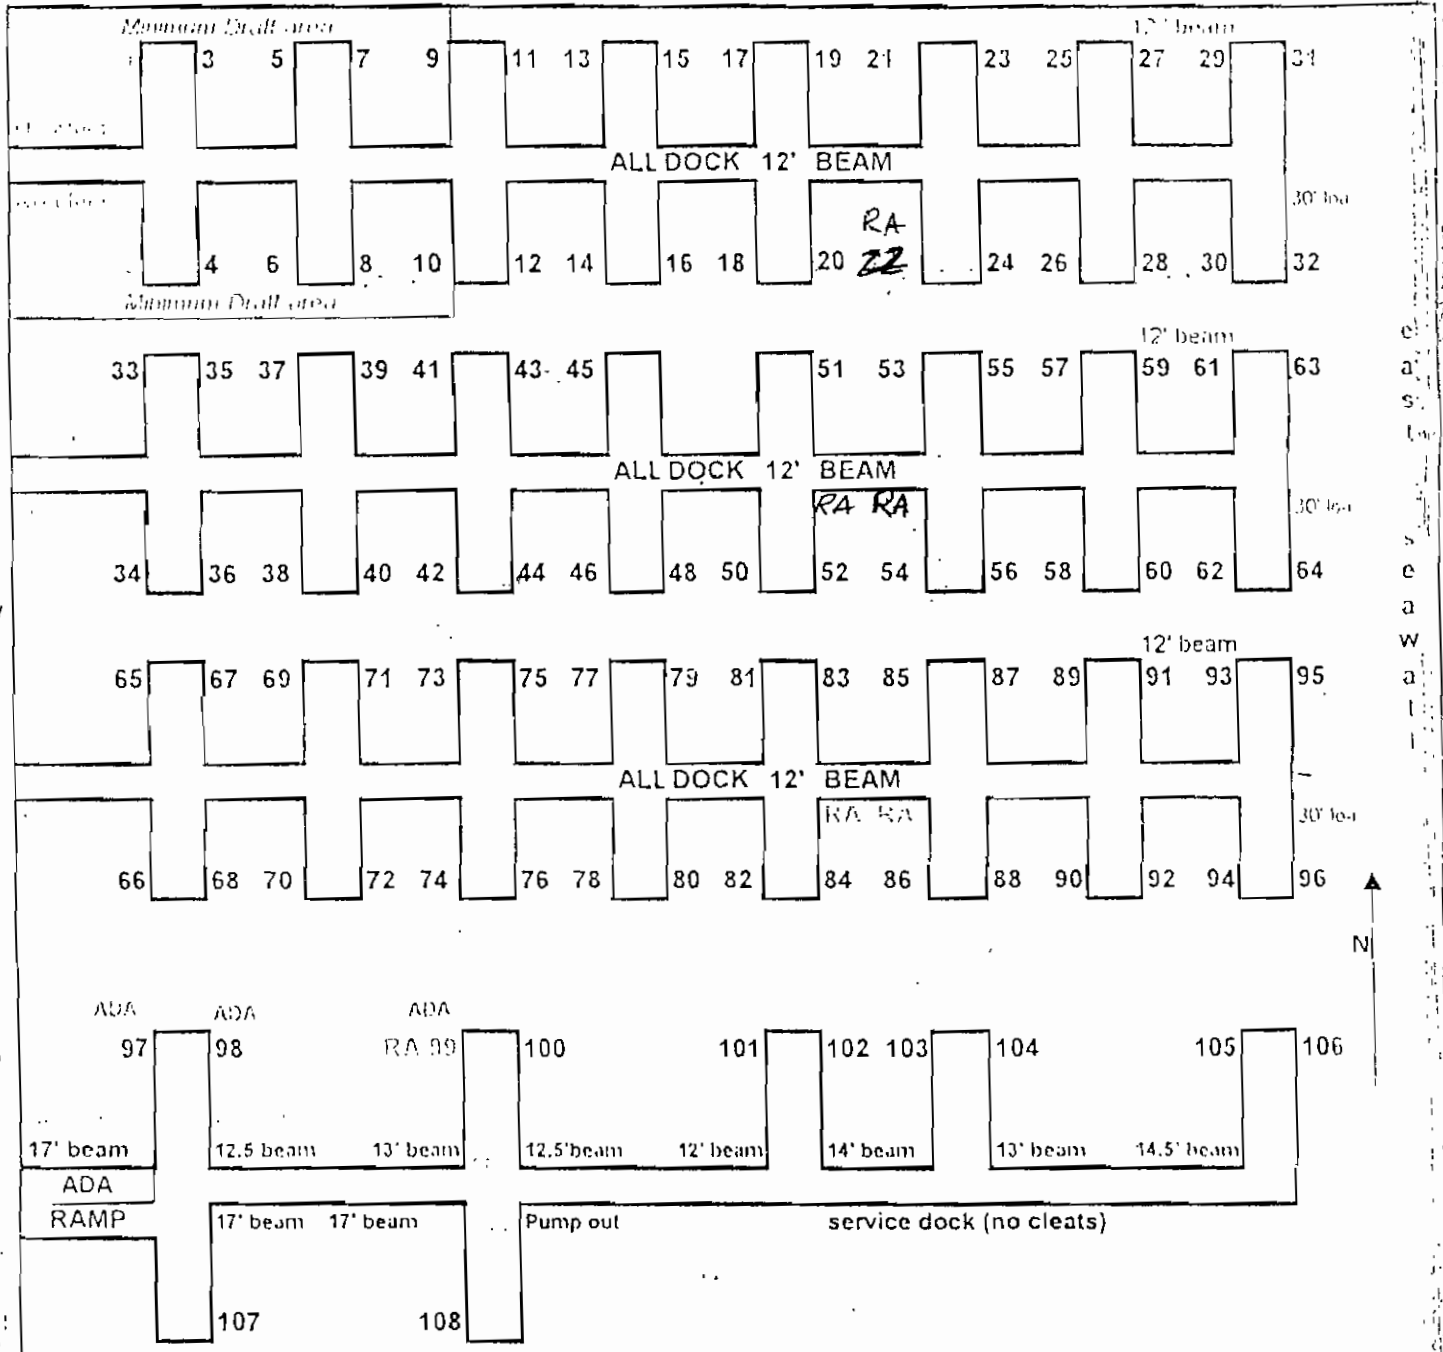 Minimum Draft area 12' beam
3 5 7 9 11 13 15 17 19 21 23 25 27 29 31
ALL DOCK 12' BEAM
30' loa
RA
4 6 8 10 12 14 16 18 20 22 24 26 28 30 32
Minimum Draft area
12' beam
33 35 37 39 41 43 45 51 53 55 57 59 61 63
ALL DOCK 12' BEAM
RA RA
30' loa
34 36 38 40 42 44 46 48 50 52 54 56 58 60 62 64
east seawall
12' beam
65 67 69 71 73 75 77 79 81 83 85 87 89 91 93 95
ALL DOCK 12' BEAM
RA RA
30' loa
66 68 70 72 74 76 78 80 82 84 86 88 90 92 94 96
N
ADA ADA ADA
97 98 RA 99 100 101 102 103 104 105 106
17' beam 12.5 beam 13' beam 12.5'beam 12' beam 14' beam 13' beam 14.5' beam
ADA
RAMP 17' beam 17' beam Pump out service dock (no cleats)
107 108